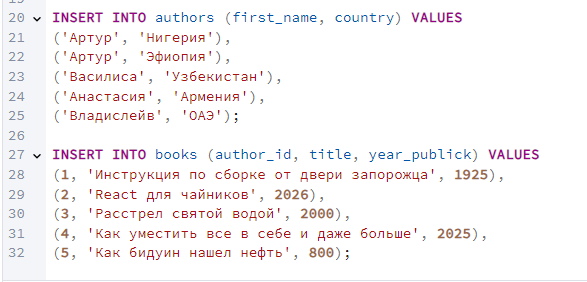 20 INSERT INTO authors (first_name, country) VALUES
21 ('Артур', 'Нигерия'),
22 ('Артур', 'Эфиопия'),
23 ('Василиса', 'Узбекистан'),
24 ('Анастасия', 'Армения'),
25 ('Владислейв', 'ОАЭ');
26
27 INSERT INTO books (author_id, title, year_publick) VALUES
28 (1, 'Инструкция по сборке от двери запорожца', 1925),
29 (2, 'React для чайников', 2026),
30 (3, 'Расстрел святой водой', 2000),
31 (4, 'Как уместить все в себе и даже больше', 2025),
32 (5, 'Как бидуин нашел нефть', 800);